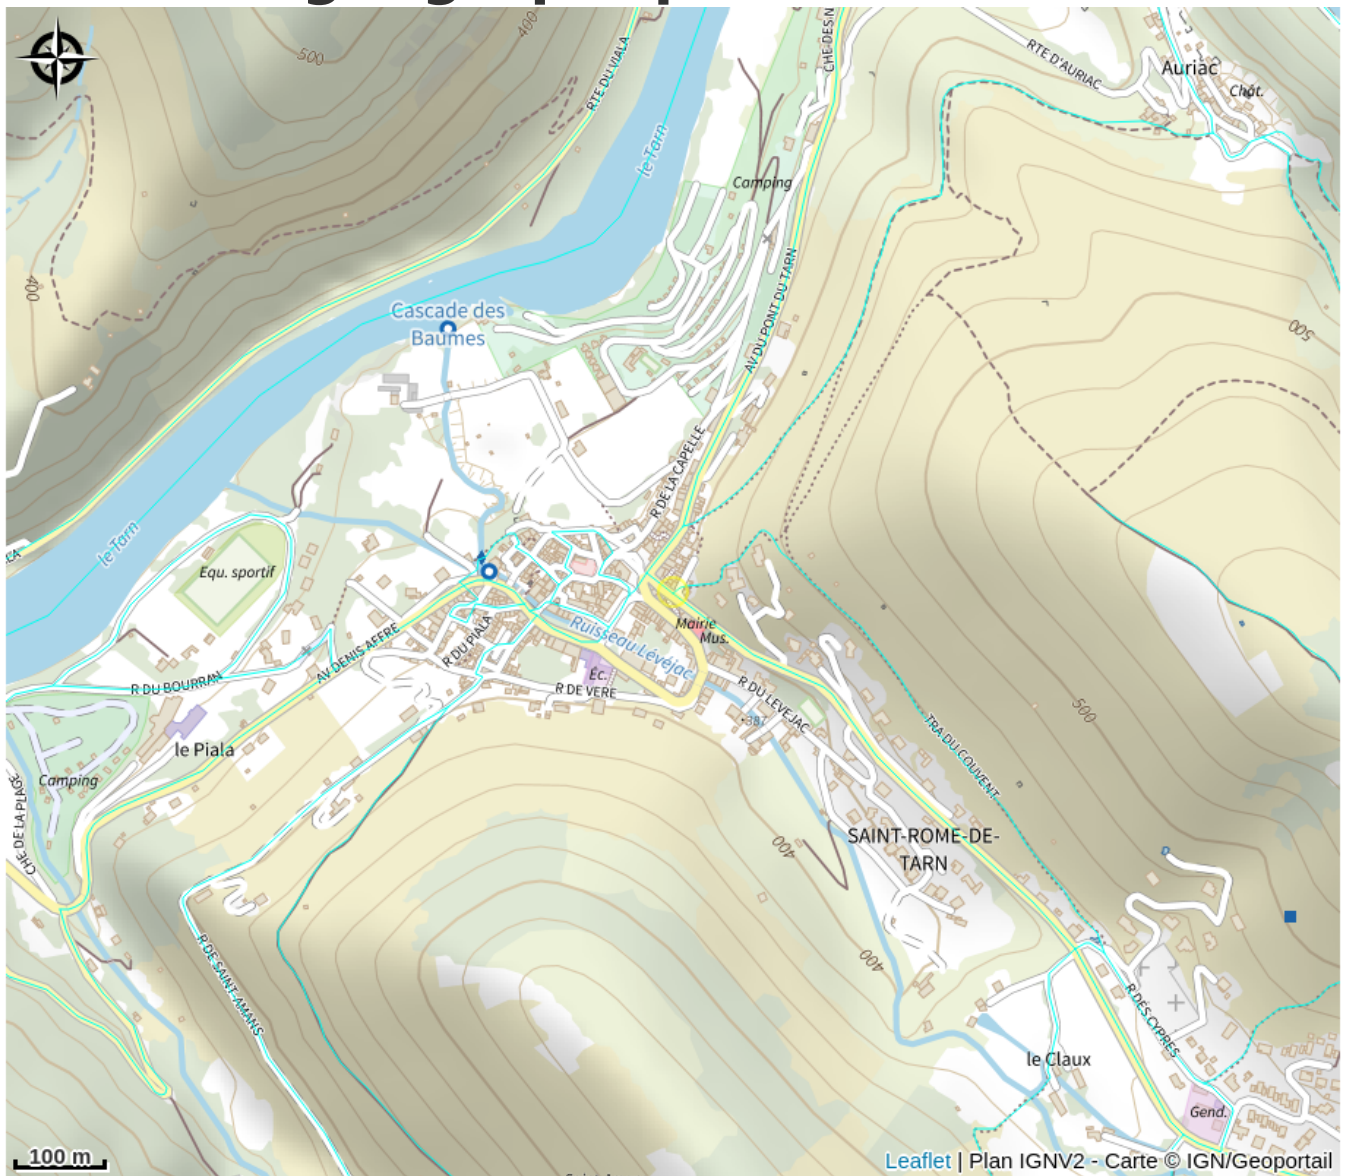 400
500
RTE DU VIALA
CHE DES N
RTE D'AURIAC
Auriac
Chât.
le Tarn
Camping
400
Cascade des
Baumes
AV DU PONT DU TARN
500
R DE LA CAPELLE
le Tarn
Equ. sportif
Mairie
Mus.
Ruisseau Lévéjac
R DU PIALA
AV DENIS AFFRE
Éc.
R DE VERE
R DU BOURRAN
R DU LEVEJAC
387
500
TRA DU COUVENT
le Piala
Camping
CHE DE LA PLAGE
400
SAINT-ROME-DE-
TARN
400
R DE SAINT-AMANS
R DES CYPRES
le Claux
Gend.
100 m
Leaflet | Plan IGNV2 - Carte © IGN/Geoportail